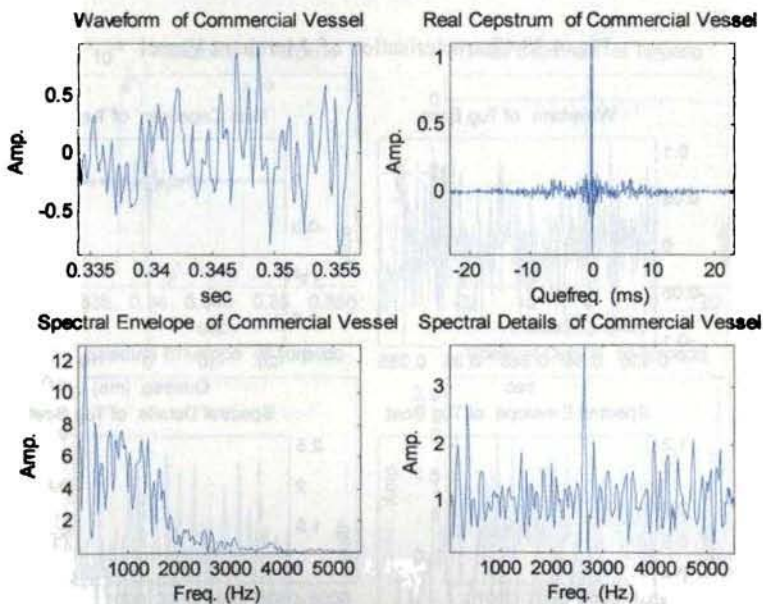 Waveform of Commercial Vessel
Amp.
0.5
0
-0.5
0.335 0.34 0.345 0.35 0.355
sec
Real Cepstrum of Commercial Vessel
Amp.
1
0.5
0
-20 -10 0 10 20
Quefreq. (ms)
Spectral Envelope of Commercial Vessel
Amp.
12
10
8
6
4
2
1000 2000 3000 4000 5000
Freq. (Hz)
Spectral Details of Commercial Vessel
Amp.
3
2
1
1000 2000 3000 4000 5000
Freq. (Hz)